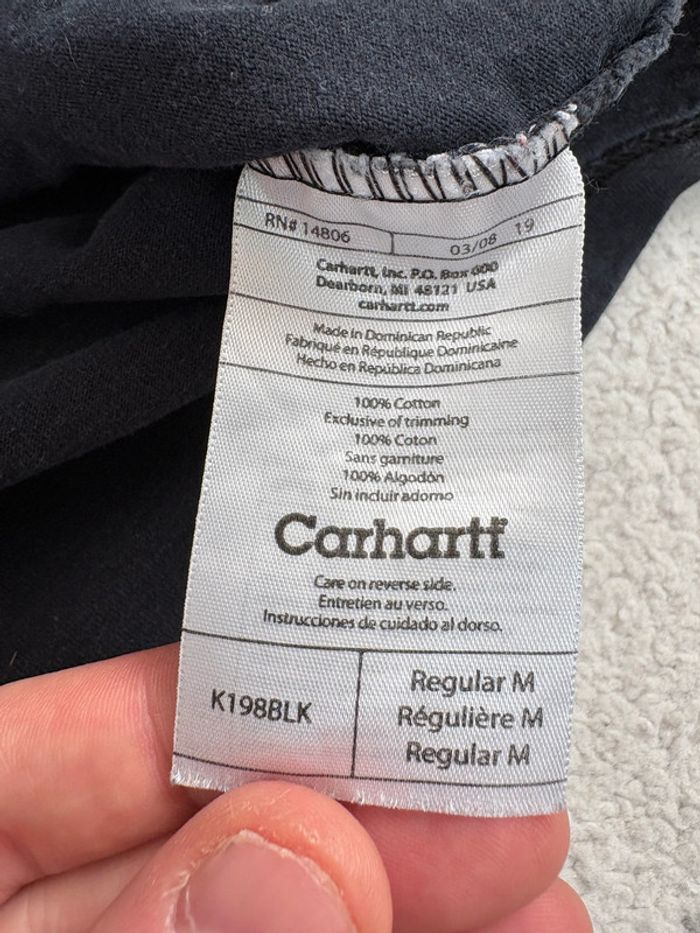 RN# 14806
03/08 19
Carhartt, Inc. P.O. Box 600
Dearborn, MI 48121 USA
carhartt.com
Made in Dominican Republic
Fabriqué en République Dominicaine
Hecho en República Dominicana
100% Cotton
Exclusive of trimming
100% Coton
Sans garniture
100% Algodón
Sin incluir adorno
Carhartt
Care on reverse side.
Entretien au verso.
Instrucciones de cuidado al dorso.
K198BLK
Regular M
Régulière M
Regular M